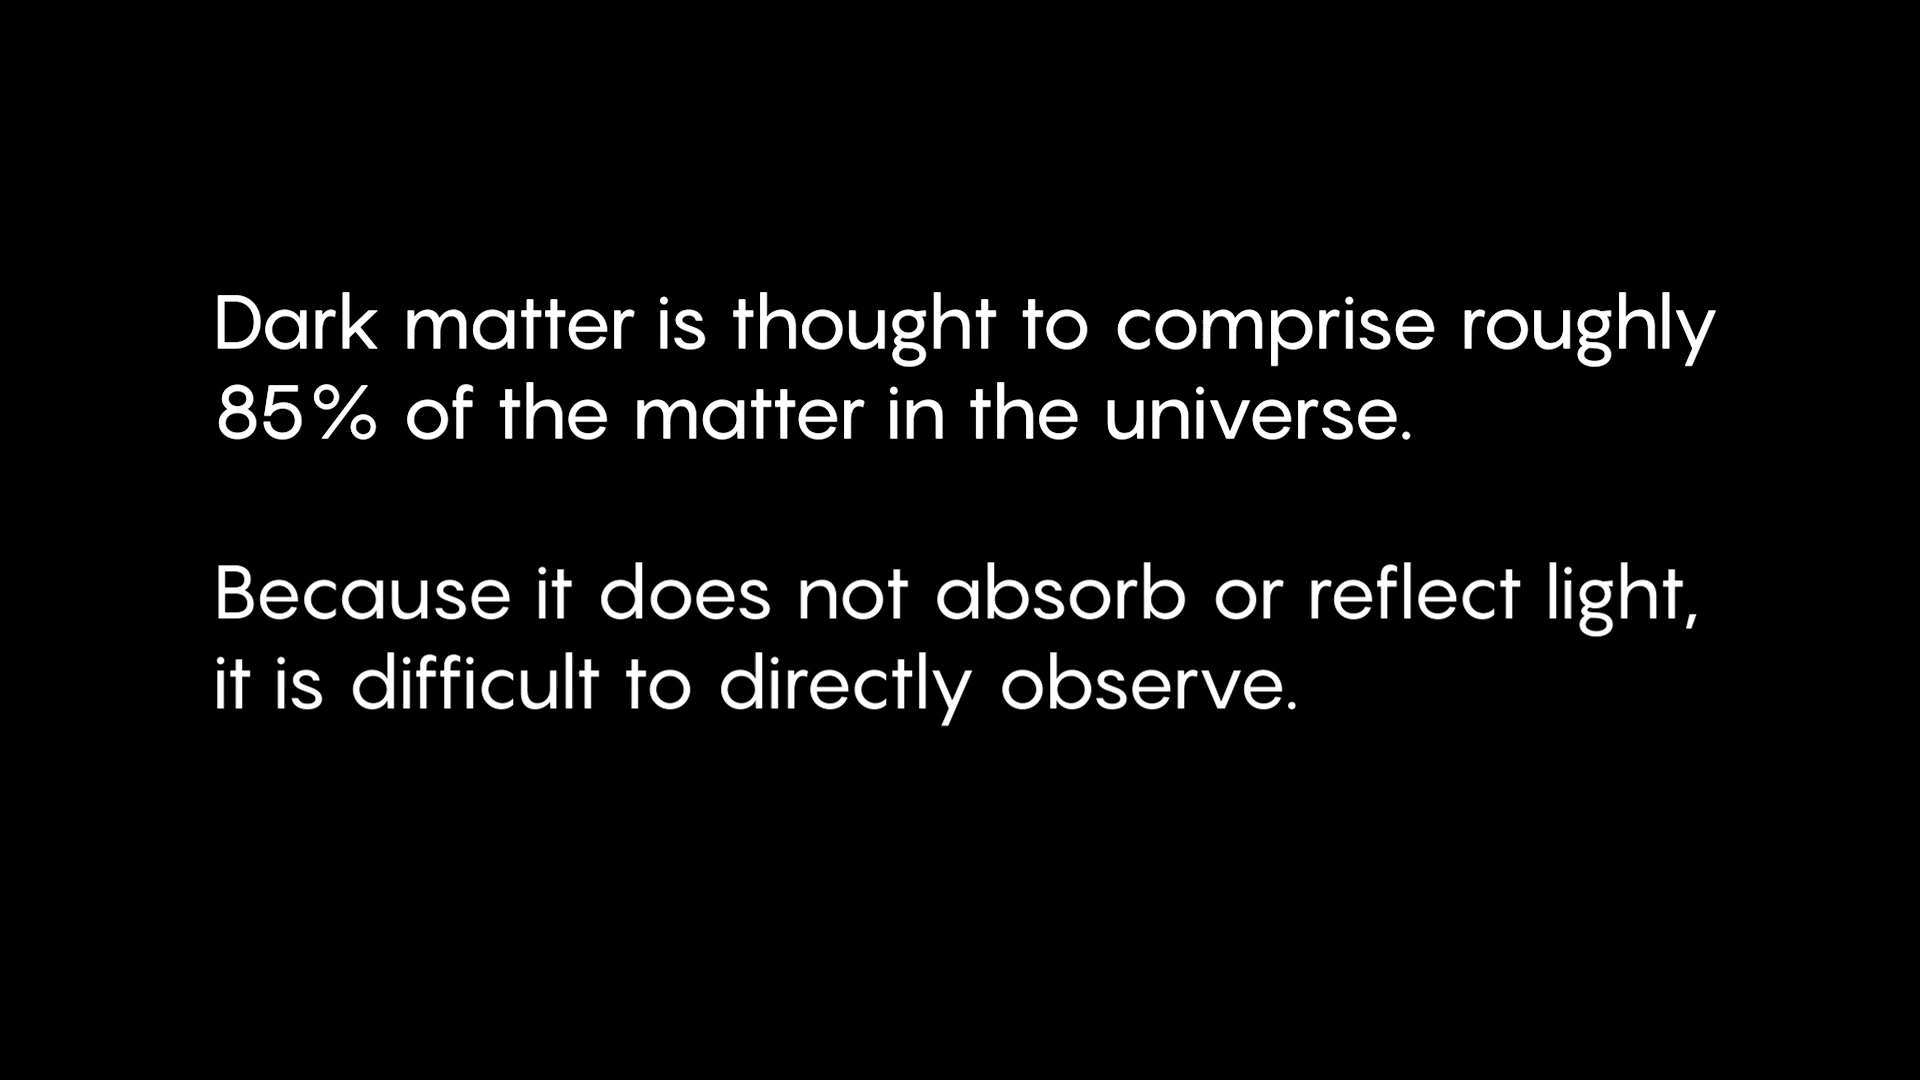 Dark matter is thought to comprise roughly
85% of the matter in the universe.
Because it does not absorb or reflect light,
it is difficult to directly observe.